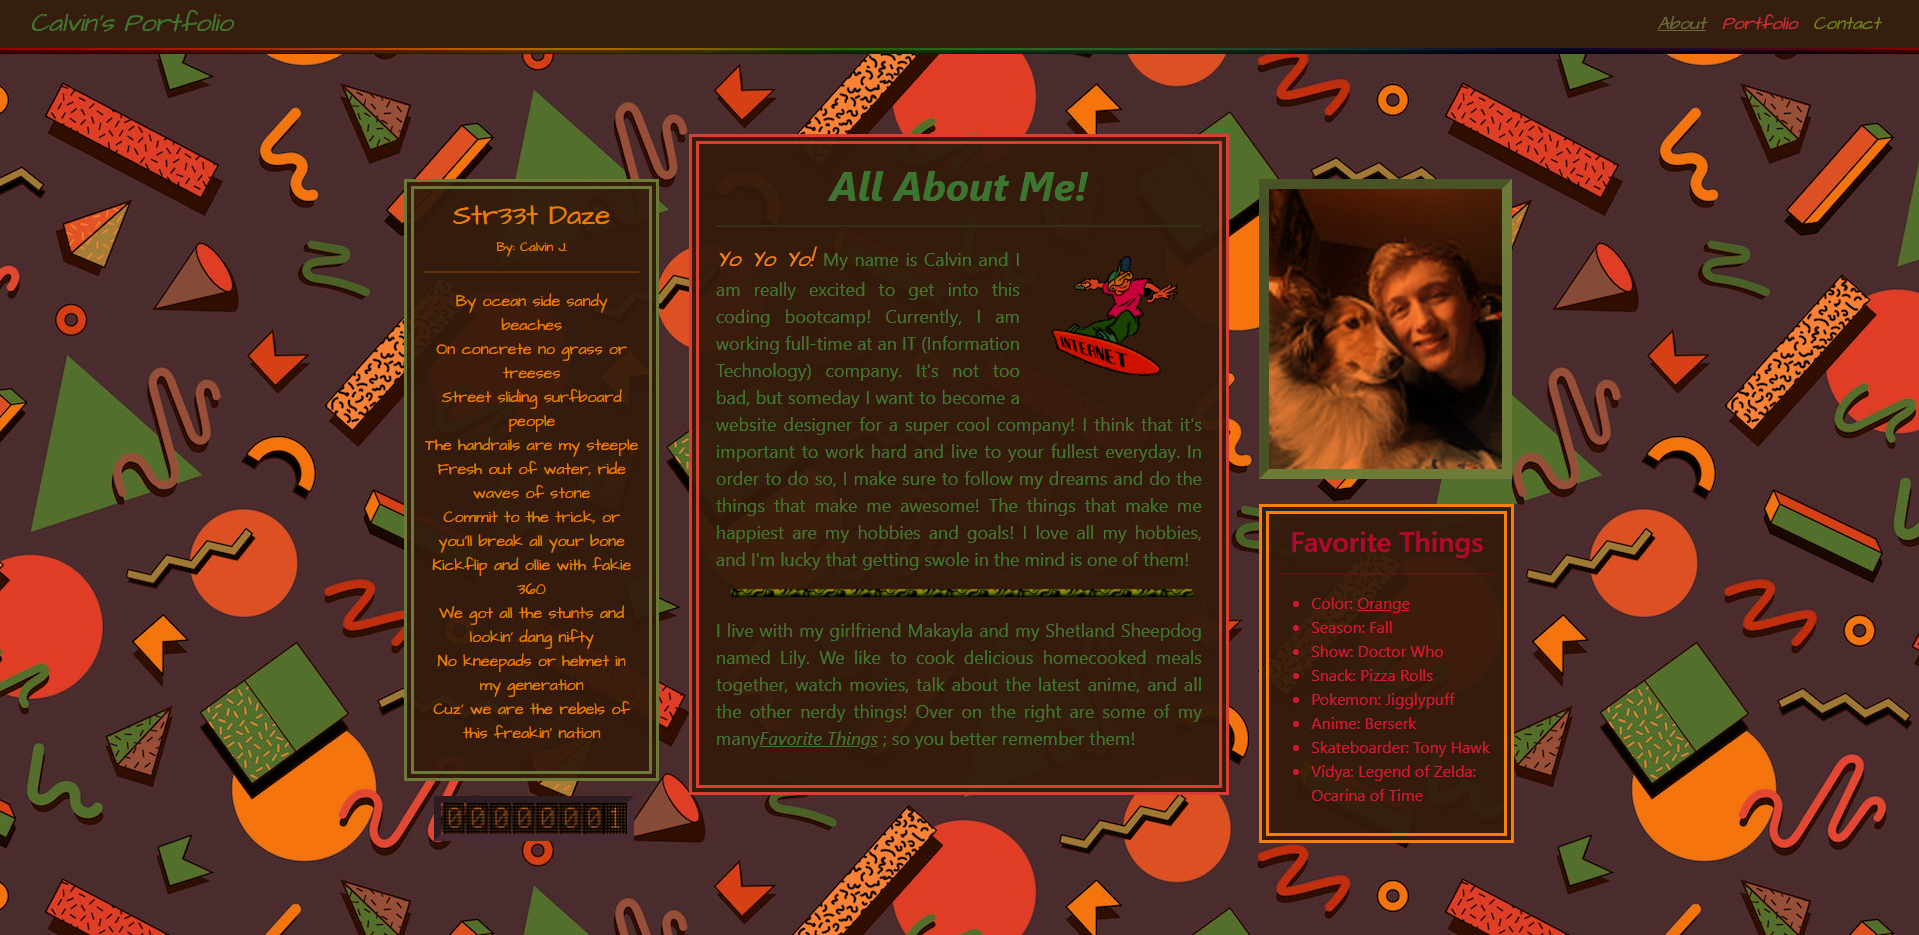 Calvin's Portfolio
About Portfolio Contact
Str33t Daze
By: Calvin J.
By ocean side sandy
beaches
On concrete no grass or
treeses
Street sliding surfboard
people
The handrails are my steeple
Fresh out of water, ride
waves of stone
Commit to the trick, or
you'll break all your bone
Kickflip and ollie with fakie
360
We got all the stunts and
lookin' dang nifty
No kneepads or helmet in
my generation
Cuz' we are the rebels of
this freakin' nation
00000001
All About Me!
Yo Yo Yo! My name is Calvin and I
am really excited to get into this
coding bootcamp! Currently, I am
working full-time at an IT (Information
Technology) company. It's not too
bad, but someday I want to become a
website designer for a super cool company! I think that it's
important to work hard and live to your fullest everyday. In
order to do so, I make sure to follow my dreams and do the
things that make me awesome! The things that make me
happiest are my hobbies and goals! I love all my hobbies,
and I'm lucky that getting swole in the mind is one of them!
INTERNET
I live with my girlfriend Makayla and my Shetland Sheepdog
named Lily. We like to cook delicious homecooked meals
together, watch movies, talk about the latest anime, and all
the other nerdy things! Over on the right are some of my
manyFavorite Things ; so you better remember them!
Favorite Things
Color: Orange
Season: Fall
Show: Doctor Who
Snack: Pizza Rolls
Pokemon: Jigglypuff
Anime: Berserk
Skateboarder: Tony Hawk
Vidya: Legend of Zelda:
Ocarina of Time